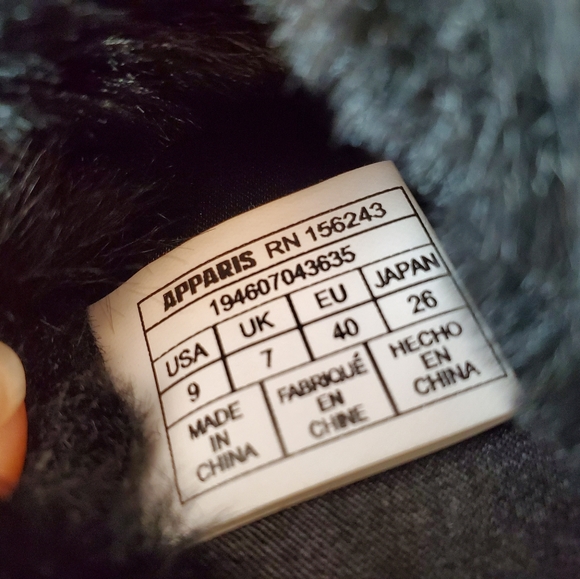 APPARIS RN 156243
194607043635
USA UK EU JAPAN
9 7 40 26
MADE IN CHINA
FABRIQUÉ EN CHINE
HECHO EN CHINA